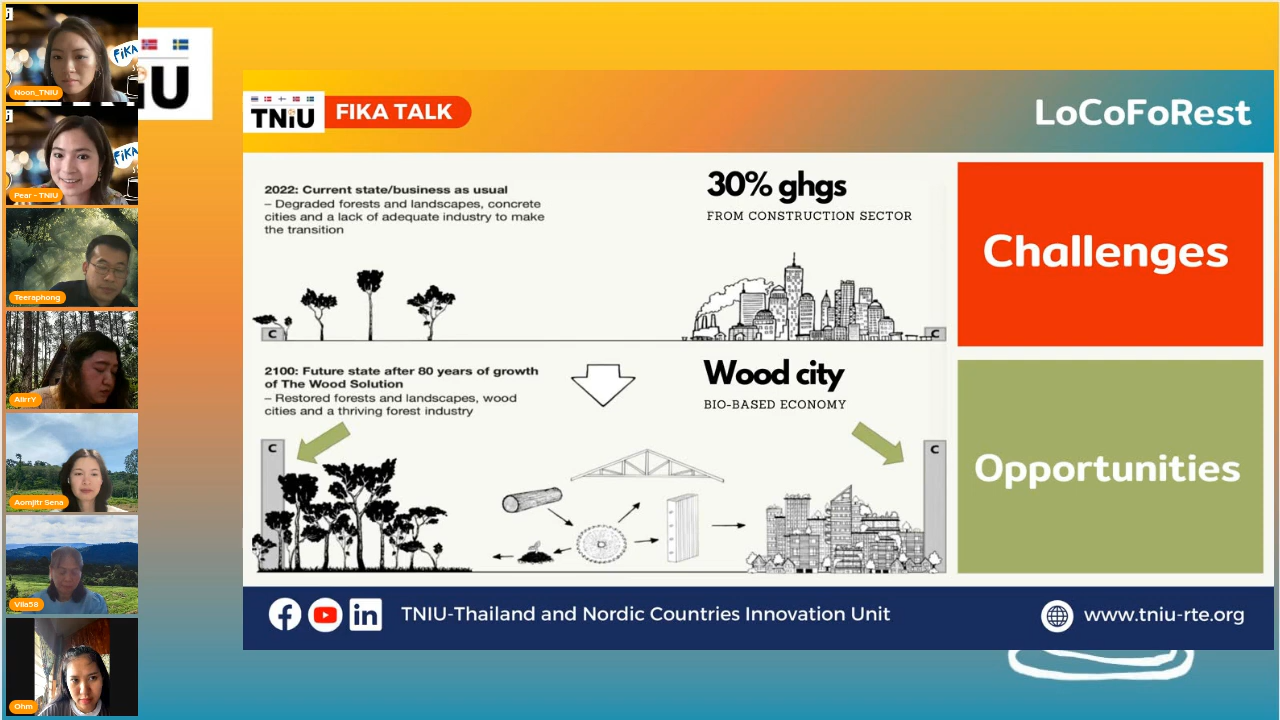 Noon_TNIU
Pear - TNIU
Teeraphong
AlirrY
Aomjitr Sena
Villa58
Ohm
FIKA
FIKA
TNIU
FIKA TALK
LoCoFoRest
2022: Current state/business as usual
– Degraded forests and landscapes, concrete
cities and a lack of adequate industry to make
the transition
30% ghgs
FROM CONSTRUCTION SECTOR
C
C
Challenges
2100: Future state after 80 years of growth
of The Wood Solution
– Restored forests and landscapes, wood
cities and a thriving forest industry
Wood city
BIO-BASED ECONOMY
C
C
Opportunities
TNIU-Thailand and Nordic Countries Innovation Unit
www.tniu-rte.org